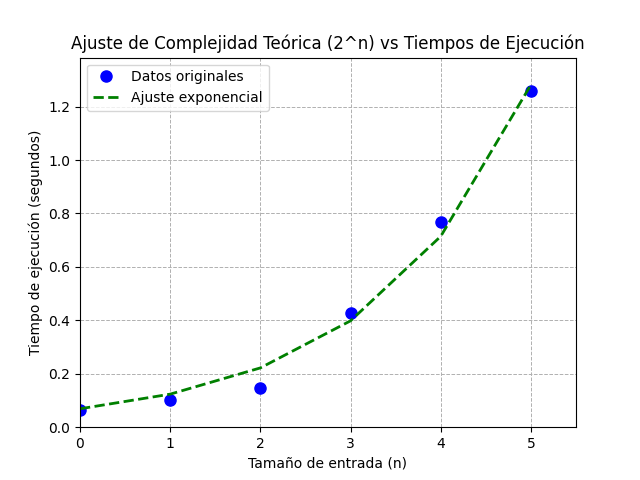 Ajuste de Complejidad Teórica (2^n) vs Tiempos de Ejecución
Datos originales
Ajuste exponencial
Tiempo de ejecución (segundos)
1.2
1.0
0.8
0.6
0.4
0.2
0.0
0 1 2 3 4 5
Tamaño de entrada (n)